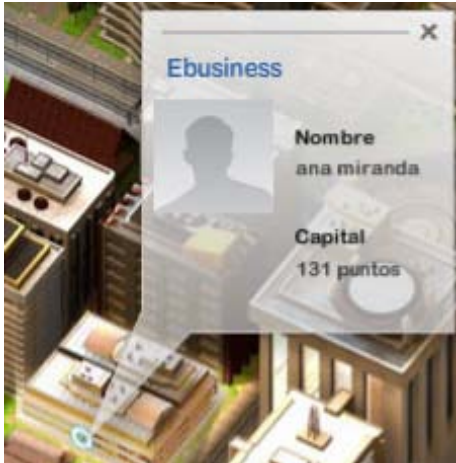 Ebusiness
Nombre
ana miranda
Capital
131 puntos